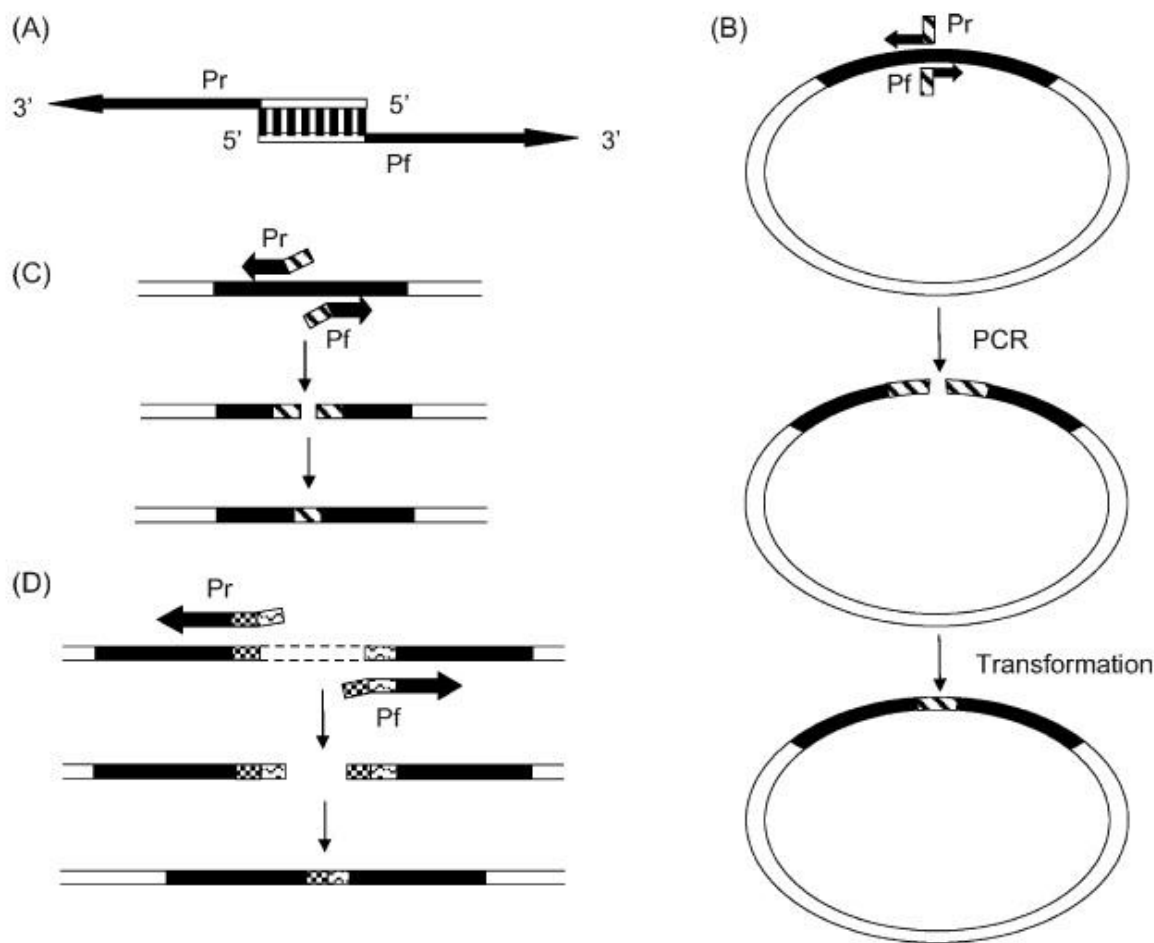 (A)
Pr
3’
5’
5’
3’
Pf
(B)
Pr
Pf
PCR
Transformation
(C)
Pr
Pf
(D)
Pr
Pf